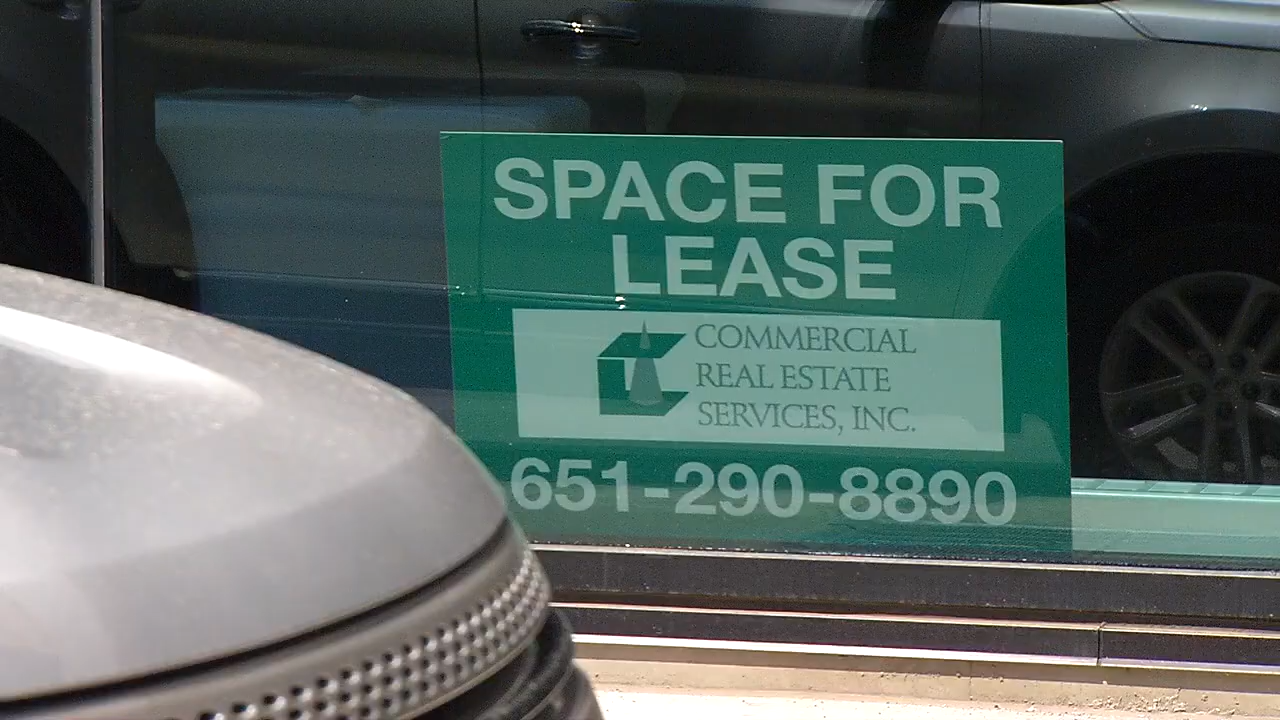 SPACE FOR
LEASE
COMMERCIAL
REAL ESTATE
SERVICES, INC.
651-290-8890